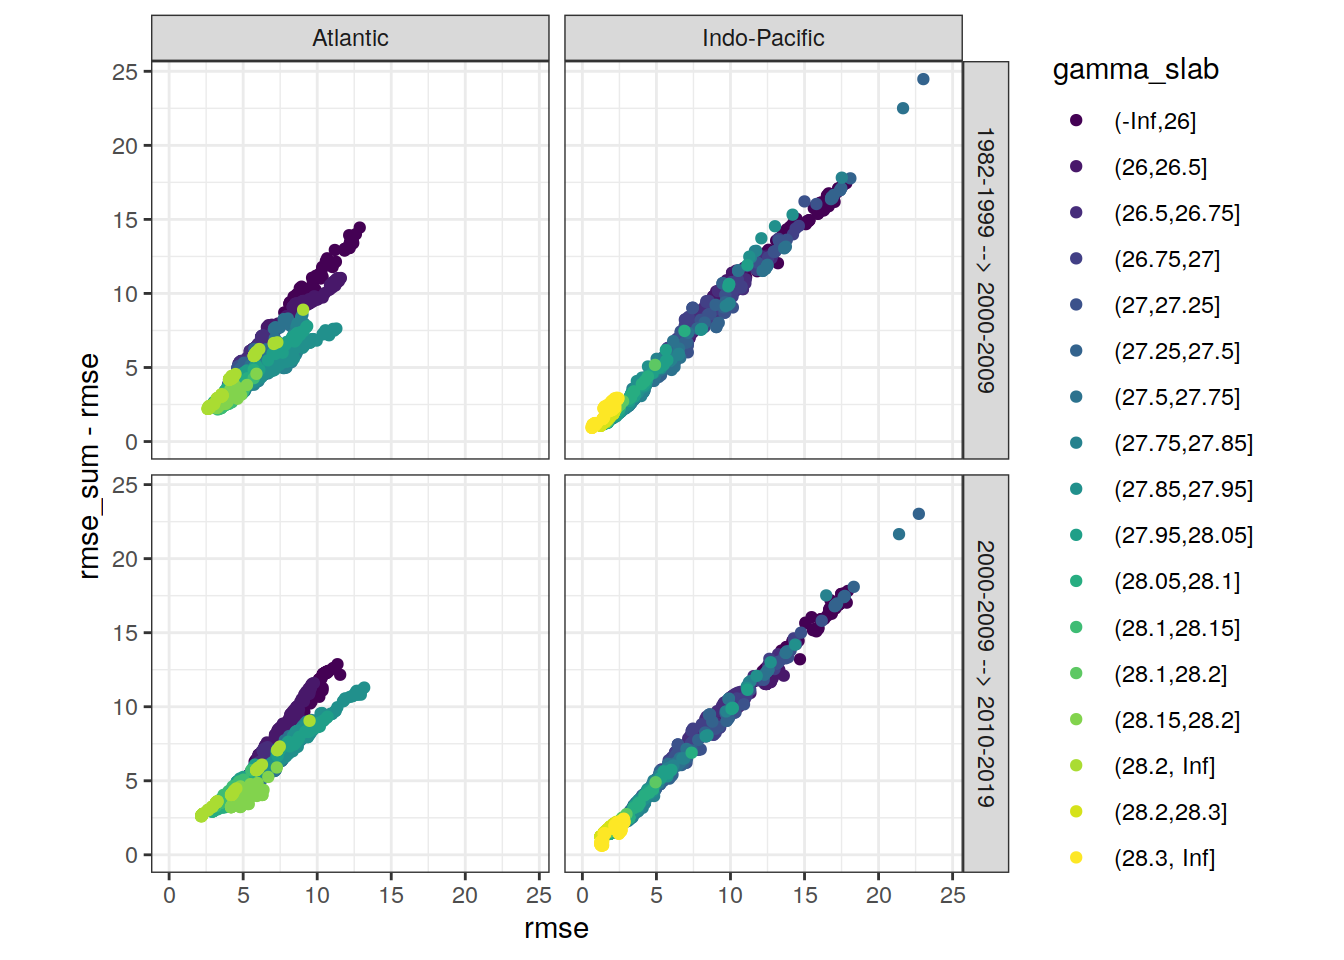 Atlantic
Indo-Pacific
25
20
15
10
5
0
1982-1999 --> 2000-2009
25
20
15
10
5
0
2000-2009 --> 2010-2019
0 5 10 15 20 25
0 5 10 15 20 25
rmse
rmse_sum - rmse
gamma_slab
(-Inf,26]
(26,26.5]
(26.5,26.75]
(26.75,27]
(27,27.25]
(27.25,27.5]
(27.5,27.75]
(27.75,27.85]
(27.85,27.95]
(27.95,28.05]
(28.05,28.1]
(28.1,28.15]
(28.1,28.2]
(28.15,28.2]
(28.2, Inf]
(28.2,28.3]
(28.3, Inf]